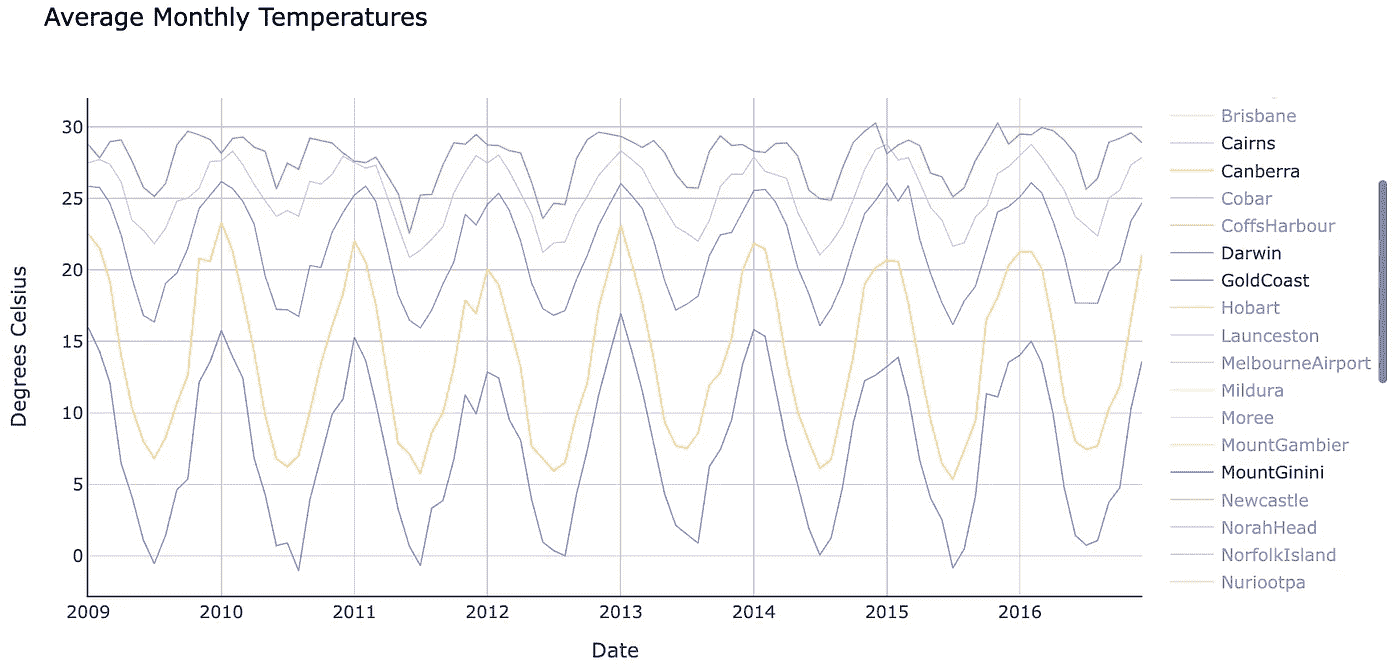 Average Monthly Temperatures
30
25
20
15
10
5
0
Degrees Celsius
2009 2010 2011 2012 2013 2014 2015 2016
Date
Brisbane
Cairns
Canberra
Cobar
CoffsHarbour
Darwin
GoldCoast
Hobart
Launceston
MelbourneAirport
Mildura
Moree
MountGambier
MountGinini
Newcastle
NorahHead
NorfolkIsland
Nuriootpa